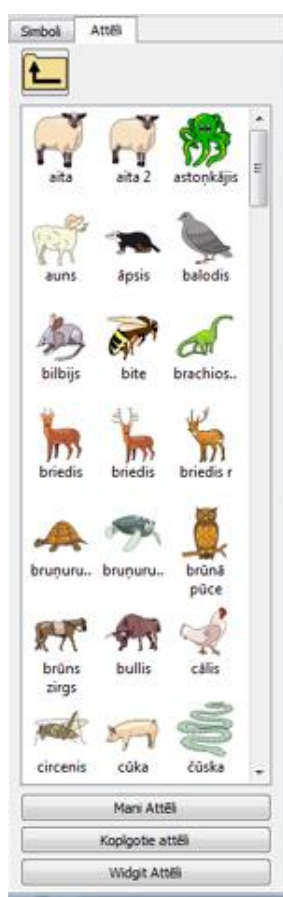 Simboli Attēli
aita aita 2 astoņkājis
auns āpsis balodis
bilbijs bite brachios..
briedis briedis briedis r
bruņuru.. bruņuru.. brūnā
pūce
brūns bullis cālis
zirgs
circenis cūka čūska
Mani Attēli
Kopīgotie attēli
Widgit Attēli